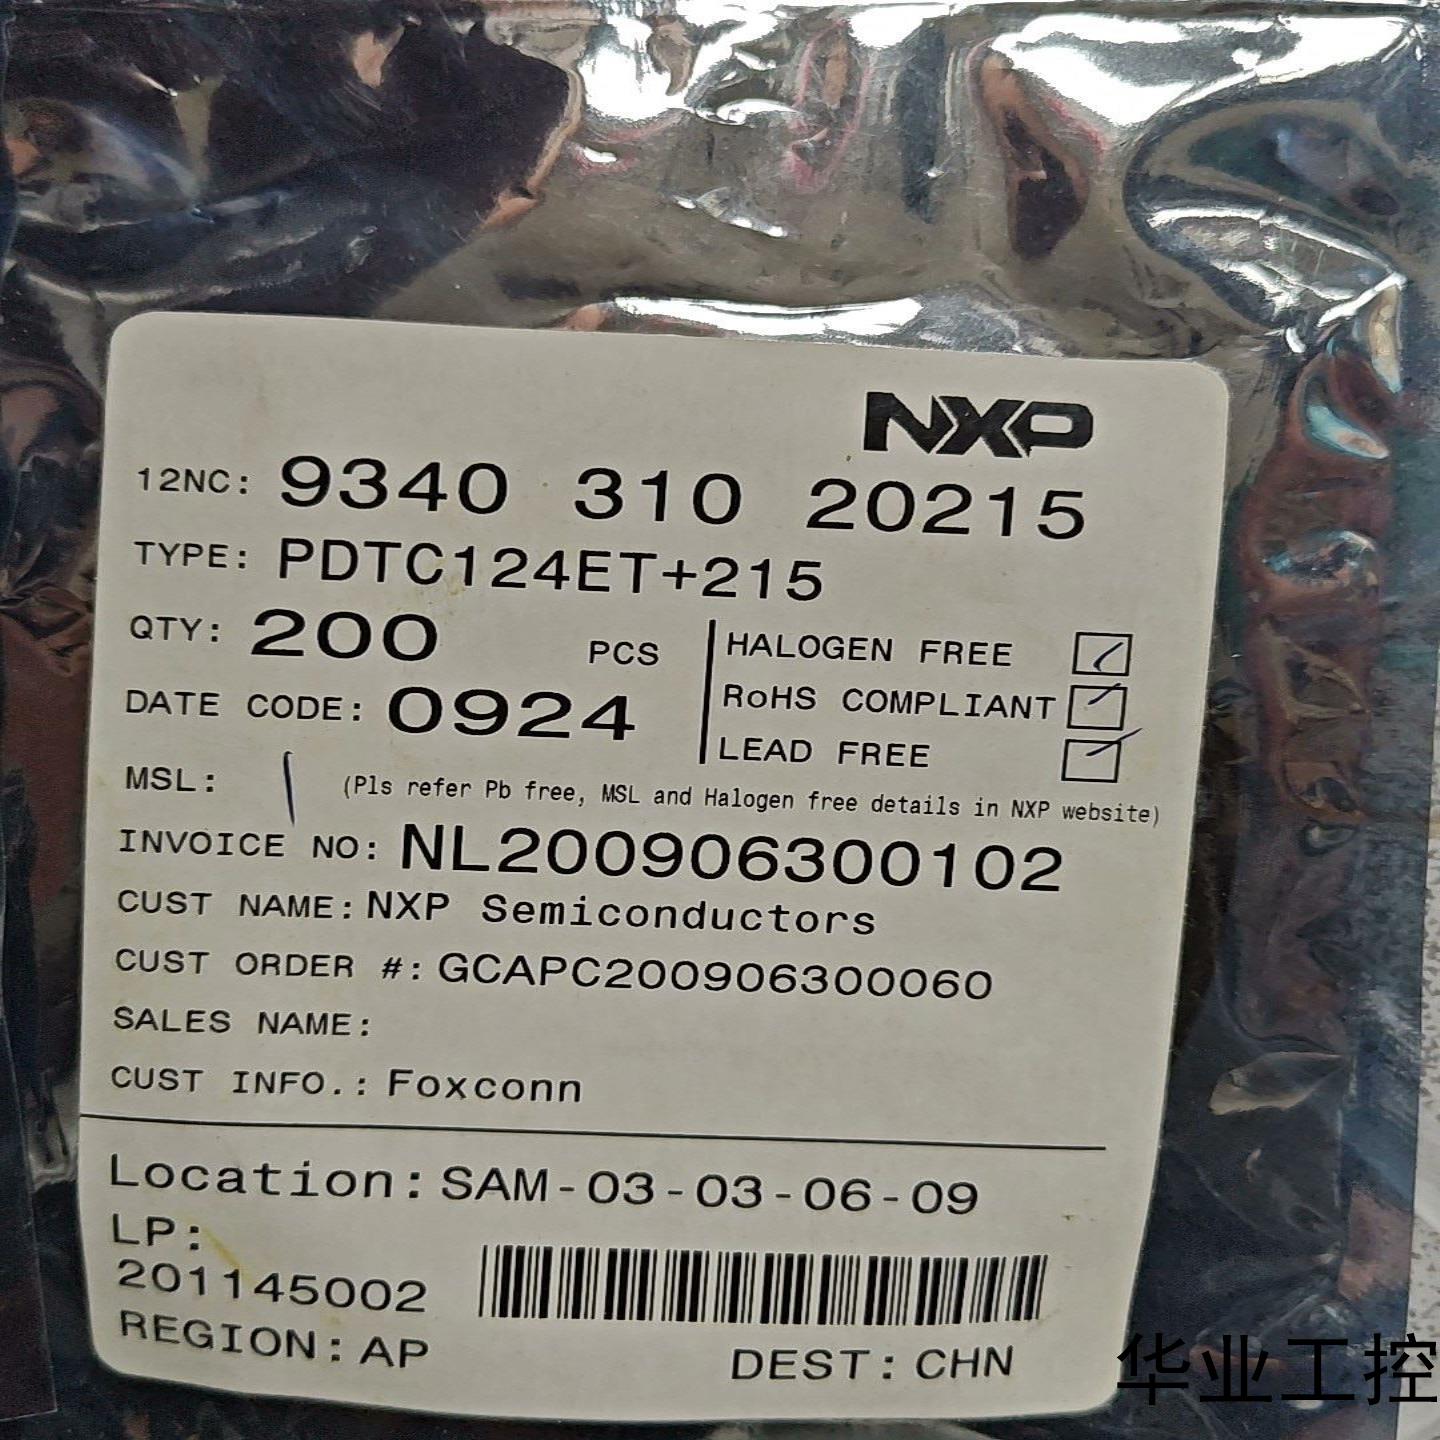 NXP
12NC: 9340 310 20215
TYPE: PDTC124ET+215
QTY: 200 PCS
HALOGEN FREE
RoHS COMPLIANT
LEAD FREE
DATE CODE: 0924
MSL: 1 (Pls refer Pb free, MSL and Halogen free details in NXP website)
INVOICE NO: NL200906300102
CUST NAME: NXP Semiconductors
CUST ORDER #: GCAPC200906300060
SALES NAME:
CUST INFO.: Foxconn
Location: SAM-03-03-06-09
LP:
201145002
REGION: AP
DEST: CHN
华业工控